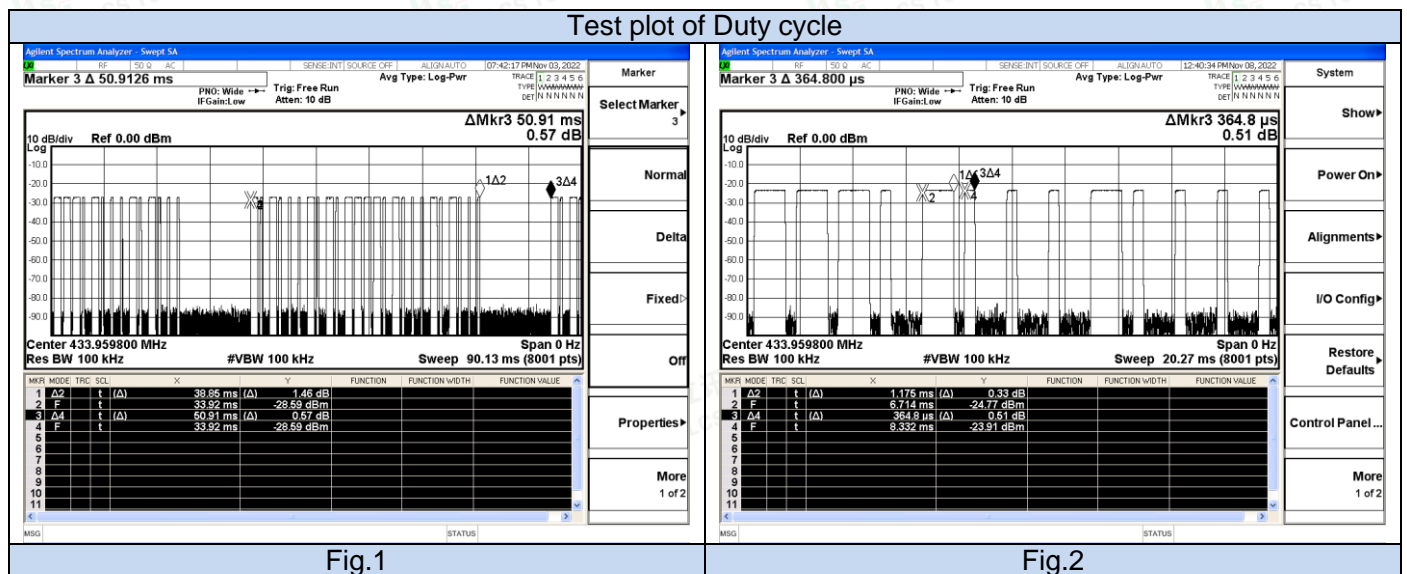 Test plot of Duty cycle
Agilent Spectrum Analyzer - Swept SA
RF 50 Ω AC SENSE:INT SOURCE OFF ALIGN AUTO 07:42:17 PM Nov 03, 2022
Marker 3 Δ 50.9126 ms
Avg Type: Log-Pwr
TRACE 1 2 3 4 5 6
PNO: Wide Trig: Free Run
TYPE
IFGain:Low Atten: 10 dB
DET N N N N N N
Marker
Select Marker
3
Normal
Delta
Fixed
Off
Properties
More
1 of 2
ΔMkr3 50.91 ms
0.57 dB
10 dB/div Ref 0.00 dBm
Log
-10.0
-20.0
-30.0
-40.0
-50.0
-60.0
-70.0
-80.0
-90.0
1Δ2
3Δ4
Center 433.959800 MHz Span 0 Hz
Res BW 100 kHz #VBW 100 kHz Sweep 90.13 ms (8001 pts)
MKR MODE TRC SCL X Y FUNCTION FUNCTION WIDTH FUNCTION VALUE
1 Δ2 t (Δ) 38.85 ms (Δ) 1.46 dB
2 F t 33.92 ms -28.59 dBm
3 Δ4 t (Δ) 50.91 ms (Δ) 0.57 dB
4 F t 33.92 ms -28.59 dBm
5
6
7
8
9
10
11
MSG STATUS
Fig.1
Agilent Spectrum Analyzer - Swept SA
RF 50 Ω AC SENSE:INT SOURCE OFF ALIGN AUTO 12:40:34 PM Nov 08, 2022
Marker 3 Δ 364.800 µs
Avg Type: Log-Pwr
TRACE 1 2 3 4 5 6
PNO: Wide Trig: Free Run
TYPE
IFGain:Low Atten: 10 dB
DET N N N N N N
System
Show
Power On
Alignments
I/O Config
Restore
Defaults
Control Panel...
More
1 of 2
ΔMkr3 364.8 µs
0.51 dB
10 dB/div Ref 0.00 dBm
Log
-10.0
-20.0
-30.0
-40.0
-50.0
-60.0
-70.0
-80.0
-90.0
3Δ4
2
4
Center 433.959800 MHz Span 0 Hz
Res BW 100 kHz #VBW 100 kHz Sweep 20.27 ms (8001 pts)
MKR MODE TRC SCL X Y FUNCTION FUNCTION WIDTH FUNCTION VALUE
1 Δ2 t (Δ) 1.175 ms (Δ) 0.33 dB
2 F t 6.714 ms -24.77 dBm
3 Δ4 t (Δ) 364.8 µs (Δ) 0.51 dB
4 F t 8.332 ms -23.91 dBm
5
6
7
8
9
10
11
MSG STATUS
Fig.2